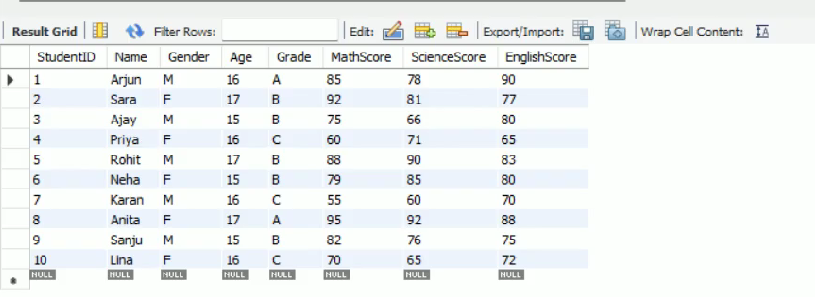 Result Grid Filter Rows: Edit: Export/Import: Wrap Cell Content: IA
StudentID Name Gender Age Grade MathScore ScienceScore EnglishScore
1 Arjun M 16 A 85 78 90
2 Sara F 17 B 92 81 77
3 Ajay M 15 B 75 66 80
4 Priya F 16 C 60 71 65
5 Rohit M 17 B 88 90 83
6 Neha F 15 B 79 85 80
7 Karan M 16 C 55 60 70
8 Anita F 17 A 95 92 88
9 Sanju M 15 B 82 76 75
10 Lina F 16 C 70 65 72
NULL NULL NULL NULL NULL NULL NULL NULL